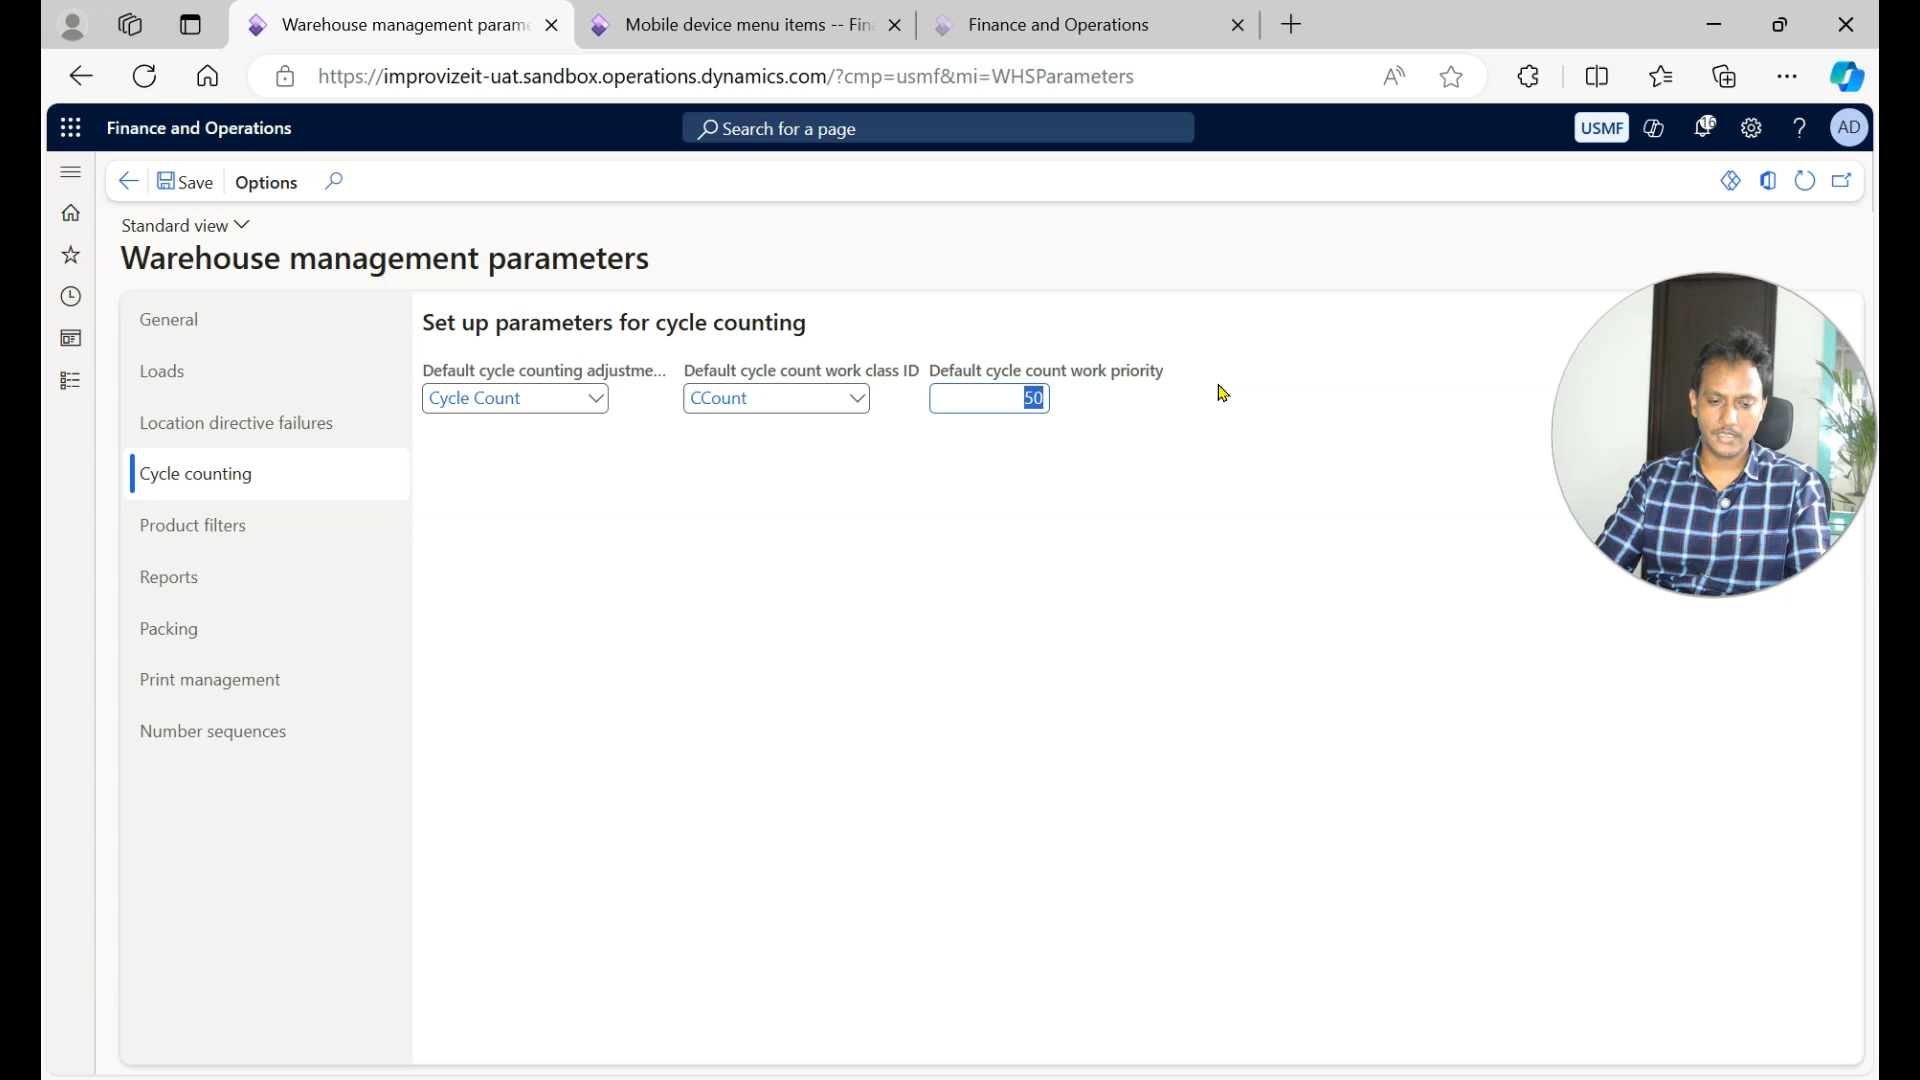 Warehouse management parame
Mobile device menu items -- Fin
Finance and Operations
https://improvizeit-uat.sandbox.operations.dynamics.com/?cmp=usmf&mi=WHSParameters
Finance and Operations
Search for a page
USMF
16
AD
Save
Options
Standard view
Warehouse management parameters
General
Loads
Location directive failures
Cycle counting
Product filters
Reports
Packing
Print management
Number sequences
Set up parameters for cycle counting
Default cycle counting adjustme...
Default cycle count work class ID
Default cycle count work priority
Cycle Count
CCount
50